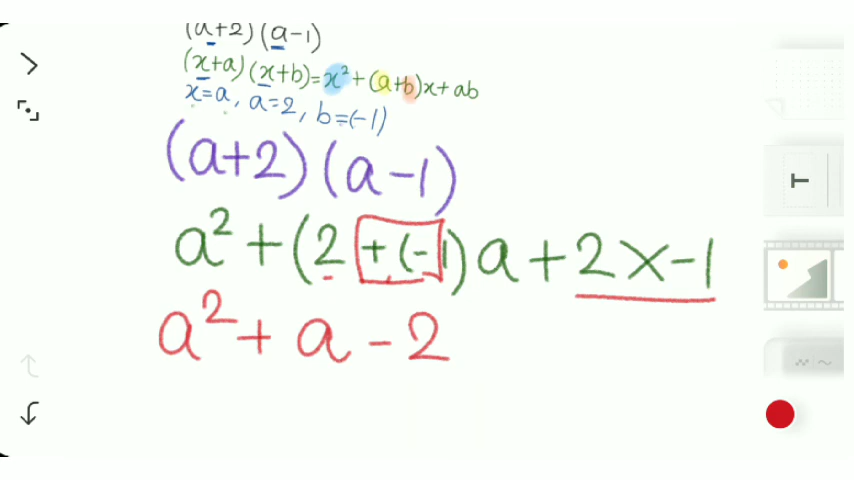 (a+2)(a-1)
(x+a)(x+b)=x²+(a+b)x+ab
x=a, a=2, b=(-1)
(a+2)(a-1)
a²+(2+(-1)a+2x-1
a²+a-2